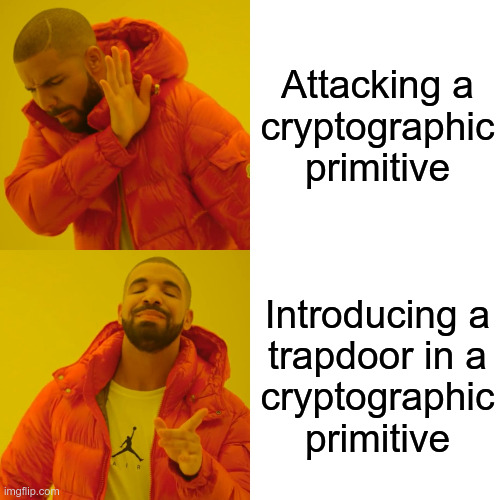 Attacking a
cryptographic
primitive
Introducing a
trapdoor in a
cryptographic
primitive
imgflip.com